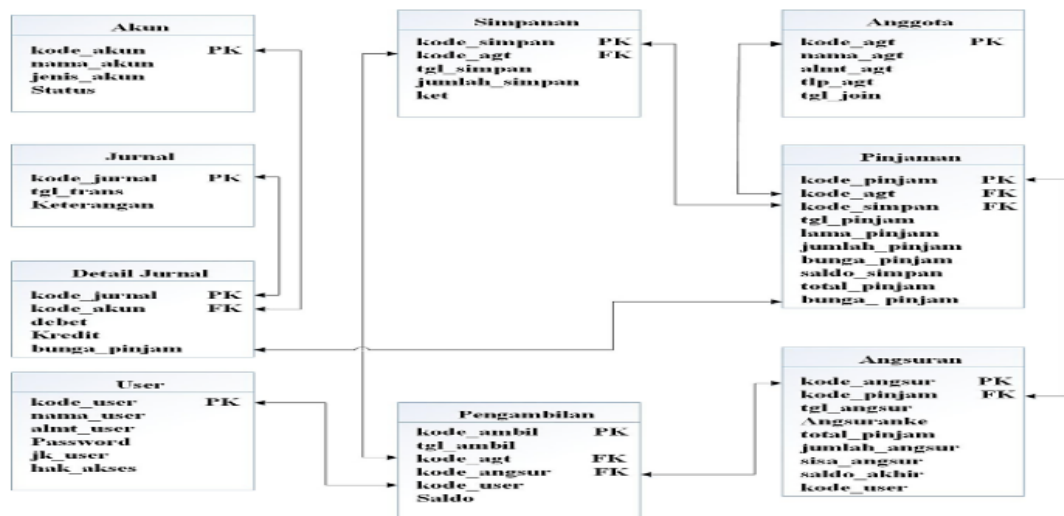 Akun
kode_akun PK
nama_akun
jenis_akun
Status
Jurnal
kode_jurnal PK
tgl_trans
Keterangan
Detail Jurnal
kode_jurnal PK
kode_akun FK
debet
Kredit
bunga_pinjam
User
kode_user PK
nama_user
almt_user
Password
jk_user
hak_akses
Simpanan
kode_simpan PK
kode_agt FK
tgl_simpan
jumlah_simpan
ket
Pengambilan
kode_ambil PK
tgl_ambil
kode_agt FK
kode_angsur FK
kode_user
Saldo
Anggota
kode_agt PK
nama_agt
almt_agt
tlp_agt
tgl_join
Pinjaman
kode_pinjam PK
kode_agt FK
kode_simpan FK
tgl_pinjam
lama_pinjam
jumlah_pinjam
bunga_pinjam
saldo_simpan
total_pinjam
bunga_ pinjam
Angsuran
kode_angsur PK
kode_pinjam FK
tgl_angsur
Angsuranke
total_pinjam
jumlah_angsur
sisa_angsur
saldo_akhir
kode_user